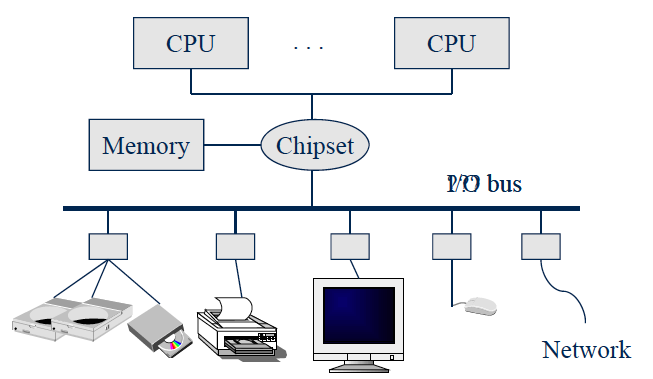 CPU
. . .
CPU
Memory
Chipset
I/O bus
Network